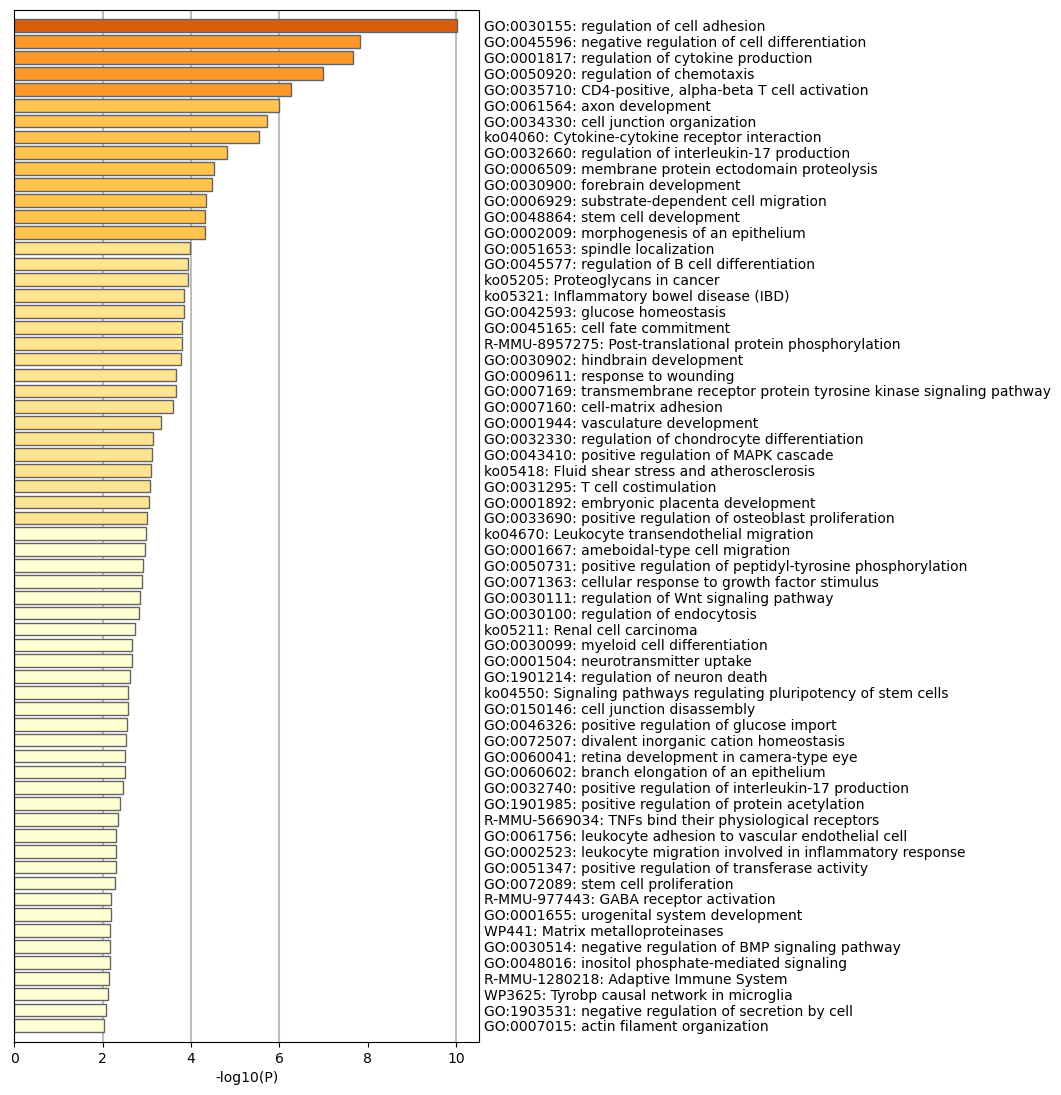 GO:0030155: regulation of cell adhesion
GO:0045596: negative regulation of cell differentiation
GO:0001817: regulation of cytokine production
GO:0050920: regulation of chemotaxis
GO:0035710: CD4-positive, alpha-beta T cell activation
GO:0061564: axon development
GO:0034330: cell junction organization
ko04060: Cytokine-cytokine receptor interaction
GO:0032660: regulation of interleukin-17 production
GO:0006509: membrane protein ectodomain proteolysis
GO:0030900: forebrain development
GO:0006929: substrate-dependent cell migration
GO:0048864: stem cell development
GO:0002009: morphogenesis of an epithelium
GO:0051653: spindle localization
GO:0045577: regulation of B cell differentiation
ko05205: Proteoglycans in cancer
ko05321: Inflammatory bowel disease (IBD)
GO:0042593: glucose homeostasis
GO:0045165: cell fate commitment
R-MMU-8957275: Post-translational protein phosphorylation
GO:0030902: hindbrain development
GO:0009611: response to wounding
GO:0007169: transmembrane receptor protein tyrosine kinase signaling pathway
GO:0007160: cell-matrix adhesion
GO:0001944: vasculature development
GO:0032330: regulation of chondrocyte differentiation
GO:0043410: positive regulation of MAPK cascade
ko05418: Fluid shear stress and atherosclerosis
GO:0031295: T cell costimulation
GO:0001892: embryonic placenta development
GO:0033690: positive regulation of osteoblast proliferation
ko04670: Leukocyte transendothelial migration
GO:0001667: ameboidal-type cell migration
GO:0050731: positive regulation of peptidyl-tyrosine phosphorylation
GO:0071363: cellular response to growth factor stimulus
GO:0030111: regulation of Wnt signaling pathway
GO:0030100: regulation of endocytosis
ko05211: Renal cell carcinoma
GO:0030099: myeloid cell differentiation
GO:0001504: neurotransmitter uptake
GO:1901214: regulation of neuron death
ko04550: Signaling pathways regulating pluripotency of stem cells
GO:0150146: cell junction disassembly
GO:0046326: positive regulation of glucose import
GO:0072507: divalent inorganic cation homeostasis
GO:0060041: retina development in camera-type eye
GO:0060602: branch elongation of an epithelium
GO:0032740: positive regulation of interleukin-17 production
GO:1901985: positive regulation of protein acetylation
R-MMU-5669034: TNFs bind their physiological receptors
GO:0061756: leukocyte adhesion to vascular endothelial cell
GO:0002523: leukocyte migration involved in inflammatory response
GO:0051347: positive regulation of transferase activity
GO:0072089: stem cell proliferation
R-MMU-977443: GABA receptor activation
GO:0001655: urogenital system development
WP441: Matrix metalloproteinases
GO:0030514: negative regulation of BMP signaling pathway
GO:0048016: inositol phosphate-mediated signaling
R-MMU-1280218: Adaptive Immune System
WP3625: Tyrobp causal network in microglia
GO:1903531: negative regulation of secretion by cell
GO:0007015: actin filament organization
0 2 4 6 8 10
-log10(P)